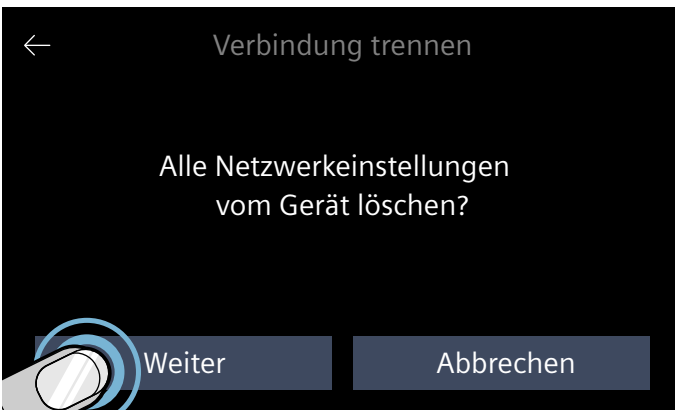 Verbindung trennen
Alle Netzwerkeinstellungen
vom Gerät löschen?
Weiter
Abbrechen